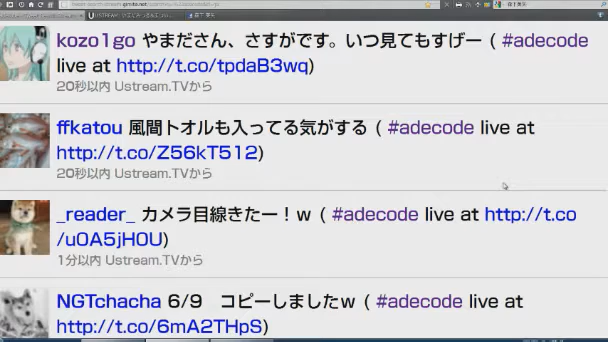 kozo1go やまださん、さすがです。いつ見てもすげー ( #adecode
live at http://t.co/tpdaB3wq)
20秒以内 Ustream.TVから
ffkatou 風間トオルも入ってる気がする ( #adecode live at
http://t.co/Z56kT512)
20秒以内 Ustream.TVから
_reader_ カメラ目線きたー！w ( #adecode live at http://t.co
/u0A5jH0U)
1分以内 Ustream.TVから
NGTchacha 6/9　コピーしましたw ( #adecode live at
http://t.co/6mA2THpS)